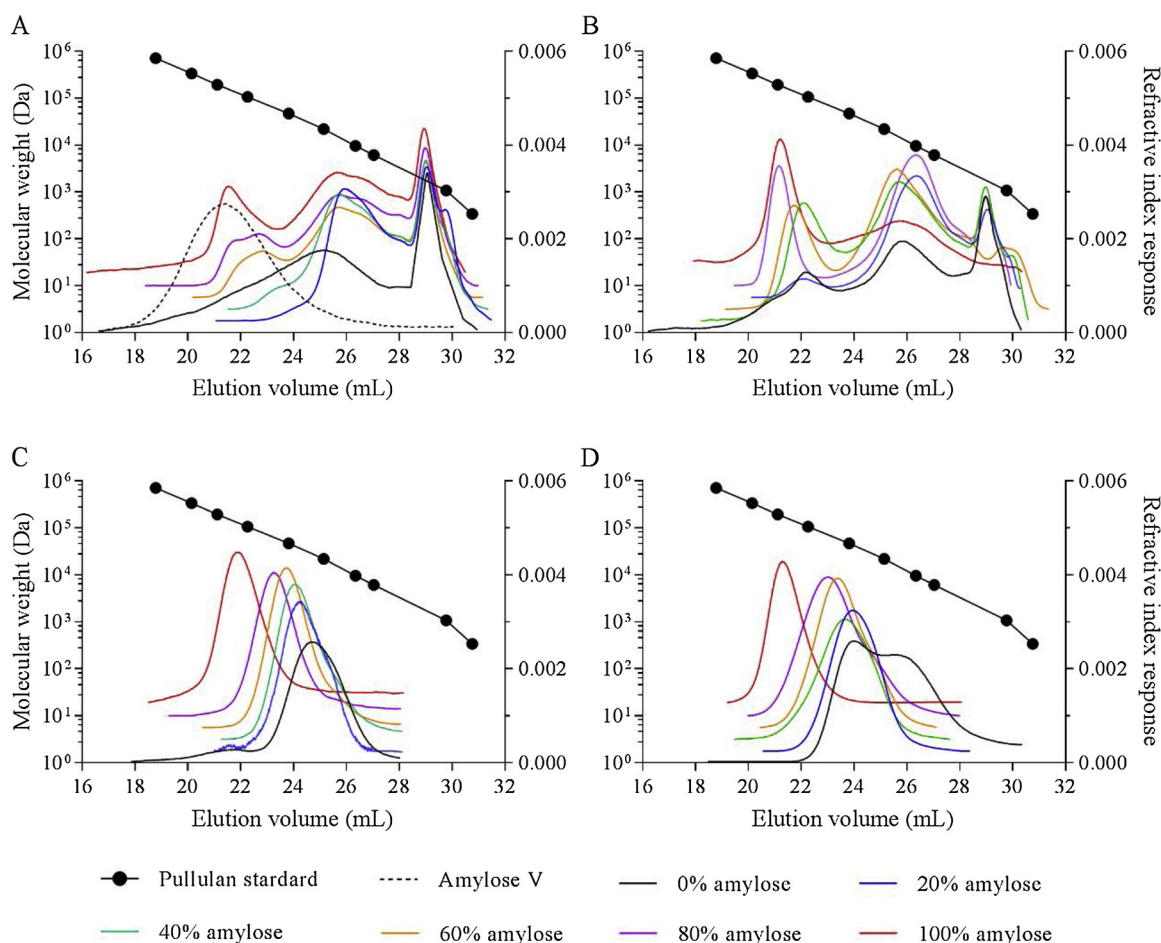 A
B
10⁶
10⁵
10⁴
10³
10²
10¹
10⁰
Molecular weight (Da)
0.006
0.004
0.002
0.000
16 18 20 22 24 26 28 30 32
Elution volume (mL)
10⁶
10⁵
10⁴
10³
10²
10¹
10⁰
0.006
0.004
0.002
0.000
Refractive index response
16 18 20 22 24 26 28 30 32
Elution volume (mL)
C
D
10⁶
10⁵
10⁴
10³
10²
10¹
10⁰
Molecular weight (Da)
0.006
0.004
0.002
0.000
16 18 20 22 24 26 28 30 32
Elution volume (mL)
10⁶
10⁵
10⁴
10³
10²
10¹
10⁰
0.006
0.004
0.002
0.000
Refractive index response
16 18 20 22 24 26 28 30 32
Elution volume (mL)
Pullulan stardard Amylose V 0% amylose 20% amylose
40% amylose 60% amylose 80% amylose 100% amylose